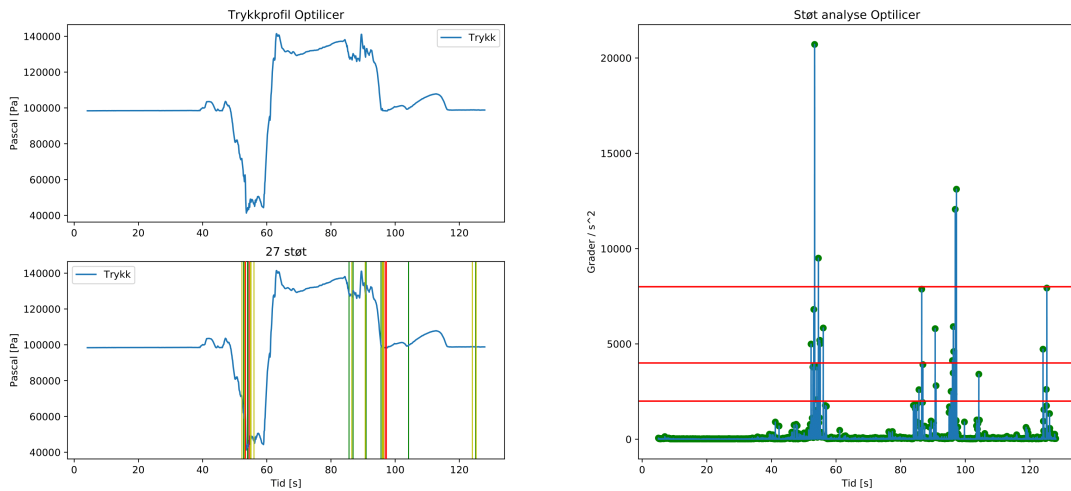 Trykkprofil Optilicer
Trykk
Pascal [Pa]
140000
120000
100000
80000
60000
40000
0 20 40 60 80 100 120
27 støt
Trykk
Pascal [Pa]
140000
120000
100000
80000
60000
40000
0 20 40 60 80 100 120
Tid [s]
Støt analyse Optilicer
Grader / s^2
20000
15000
10000
5000
0
0 20 40 60 80 100 120
Tid [s]